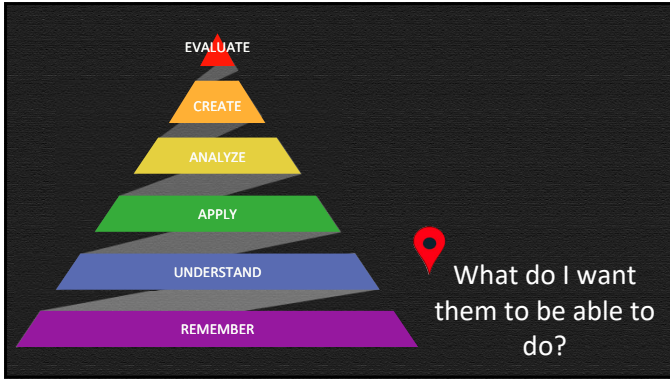 EVALUATE
CREATE
ANALYZE
APPLY
UNDERSTAND
REMEMBER
What do I want
them to be able to
do?